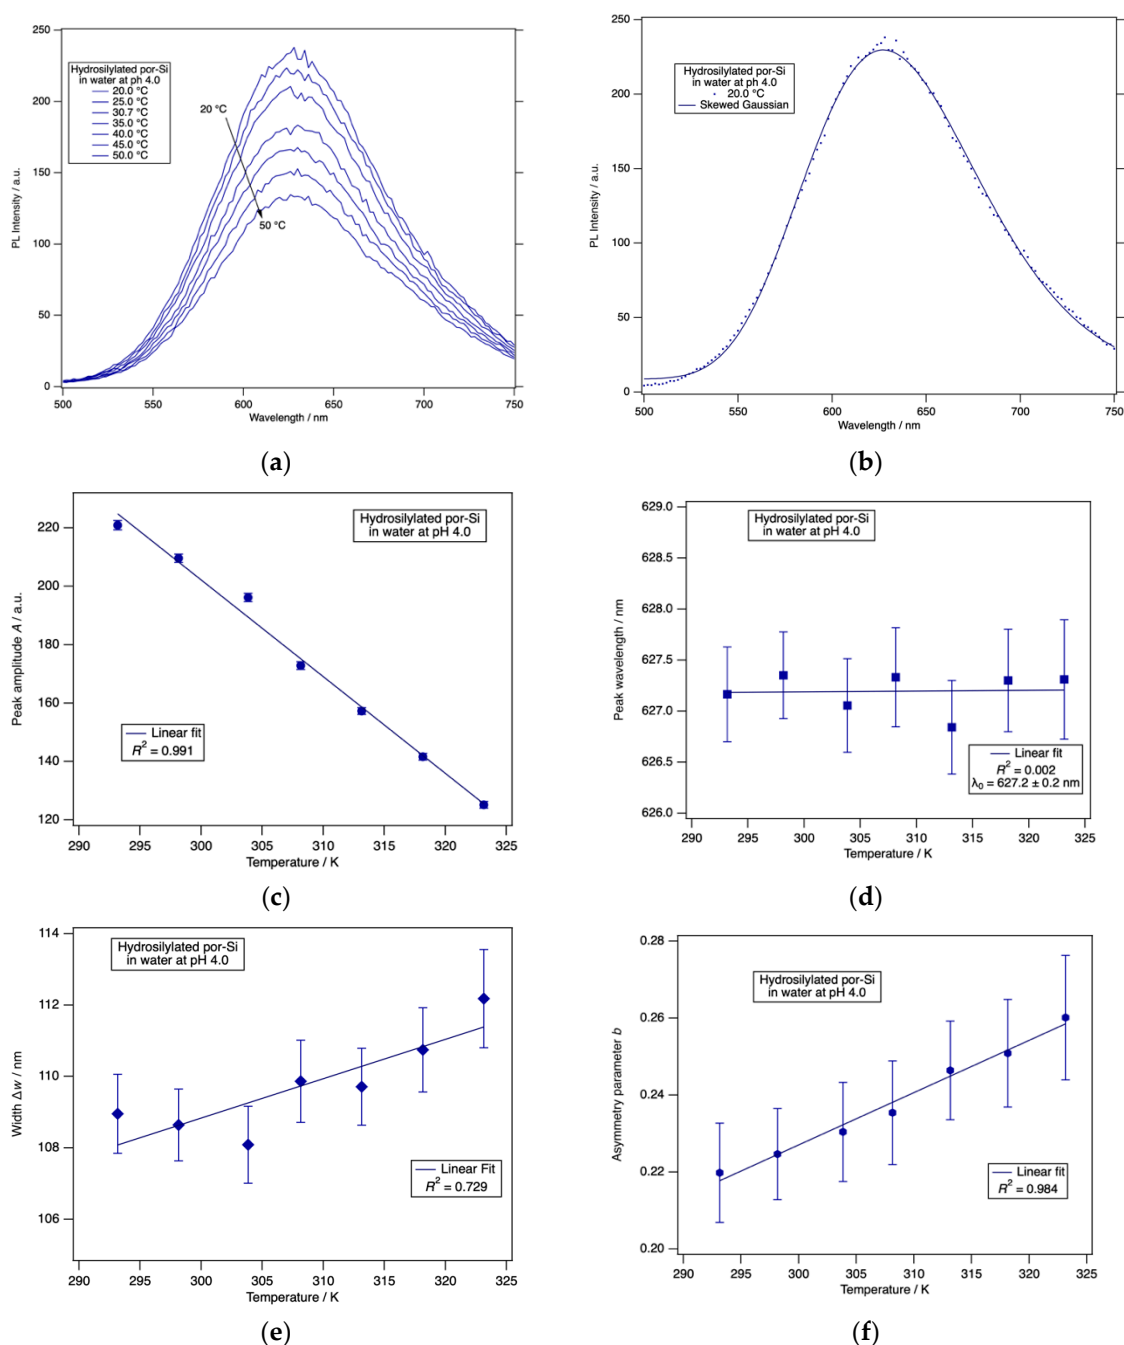 250
200
150
100
50
0
PL Intensity / a.u.
Hydrosilylated por-Si
in water at ph 4.0
20.0 °C
25.0 °C
30.7 °C
35.0 °C
40.0 °C
45.0 °C
50.0 °C
20 °C
50 °C
500 550 600 650 700 750
Wavelength / nm
(a)
250
200
150
100
50
0
PL Intensity / a.u.
Hydrosilylated por-Si
in water at pH 4.0
20.0 °C
Skewed Gaussian
500 550 600 650 700 750
Wavelength / nm
(b)
220
200
180
160
140
120
Peak amplitude A / a.u.
Hydrosilylated por-Si
in water at pH 4.0
Linear fit
R² = 0.991
290 295 300 305 310 315 320 325
Temperature / K
(c)
629.0
628.5
628.0
627.5
627.0
626.5
626.0
Peak wavelength / nm
Hydrosilylated por-Si
in water at pH 4.0
Linear fit
R² = 0.002
λ₀ = 627.2 ± 0.2 nm
290 295 300 305 310 315 320 325
Temperature / K
(d)
114
112
110
108
106
Width Δw / nm
Hydrosilylated por-Si
in water at pH 4.0
Linear Fit
R² = 0.729
290 295 300 305 310 315 320 325
Temperature / K
(e)
0.28
0.26
0.24
0.22
0.20
Asymmetry parameter b
Hydrosilylated por-Si
in water at pH 4.0
Linear fit
R² = 0.984
290 295 300 305 310 315 320 325
Temperature / K
(f)